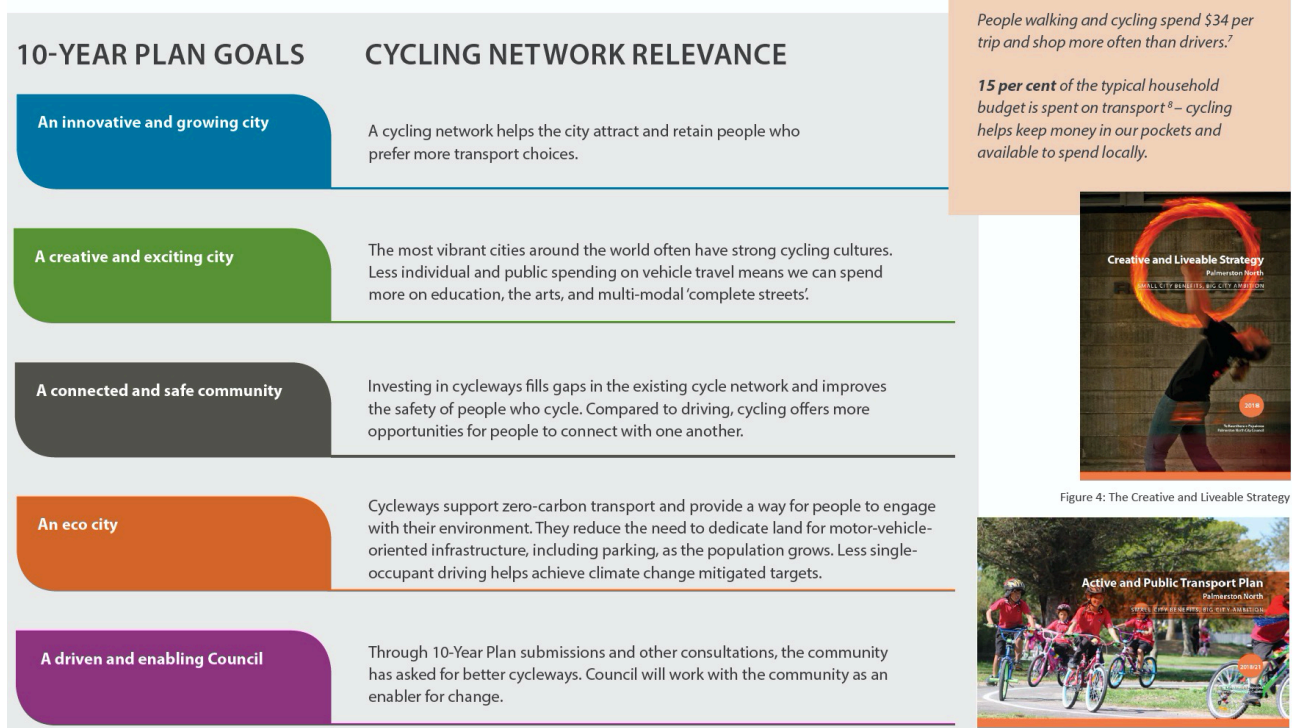 10-YEAR PLAN GOALS
CYCLING NETWORK RELEVANCE
An innovative and growing city
A cycling network helps the city attract and retain people who
prefer more transport choices.
A creative and exciting city
The most vibrant cities around the world often have strong cycling cultures.
Less individual and public spending on vehicle travel means we can spend
more on education, the arts, and multi-modal ‘complete streets’.
A connected and safe community
Investing in cycleways fills gaps in the existing cycle network and improves
the safety of people who cycle. Compared to driving, cycling offers more
opportunities for people to connect with one another.
An eco city
Cycleways support zero-carbon transport and provide a way for people to engage
with their environment. They reduce the need to dedicate land for motor-vehicle-
oriented infrastructure, including parking, as the population grows. Less single-
occupant driving helps achieve climate change mitigated targets.
A driven and enabling Council
Through 10-Year Plan submissions and other consultations, the community
has asked for better cycleways. Council will work with the community as an
enabler for change.
People walking and cycling spend $34 per
trip and shop more often than drivers.7
15 per cent of the typical household
budget is spent on transport 8 – cycling
helps keep money in our pockets and
available to spend locally.
Creative and Liveable Strategy
Palmerston North
SMALL CITY BENEFITS, BIG CITY AMBITION
2018
Figure 4: The Creative and Liveable Strategy
Active and Public Transport Plan
Palmerston North
SMALL CITY BENEFITS, BIG CITY AMBITION
2018/21